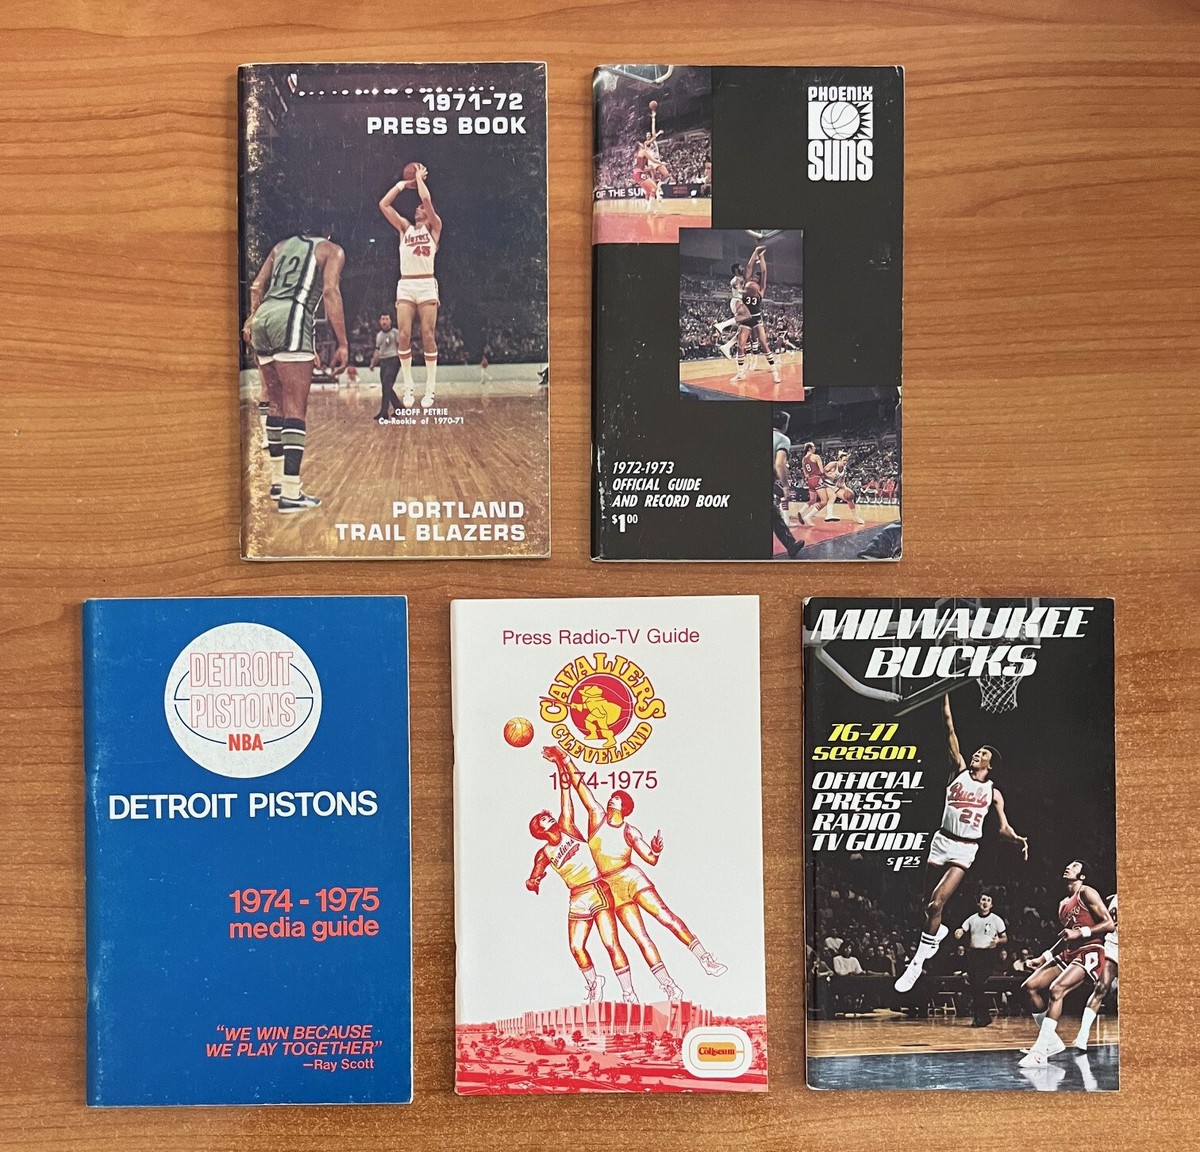 1971-72
PRESS BOOK
42
45
GEOFF PETRIE
Co-Rookie of 1970-71
PORTLAND
TRAIL BLAZERS
PHOENIX
SUNS
OF THE SUN
33
8
1972-1973
OFFICIAL GUIDE
AND RECORD BOOK
$1.00
DETROIT
PISTONS
NBA
DETROIT PISTONS
1974 - 1975
media guide
"WE WIN BECAUSE
WE PLAY TOGETHER"
—Ray Scott
Press Radio-TV Guide
CAVALIERS
CLEVELAND
1974-1975
Cavaliers
Coliseum
MILWAUKEE
BUCKS
76-77
season.
OFFICIAL
PRESS-
RADIO
TV GUIDE
$1.25
Bucks
25